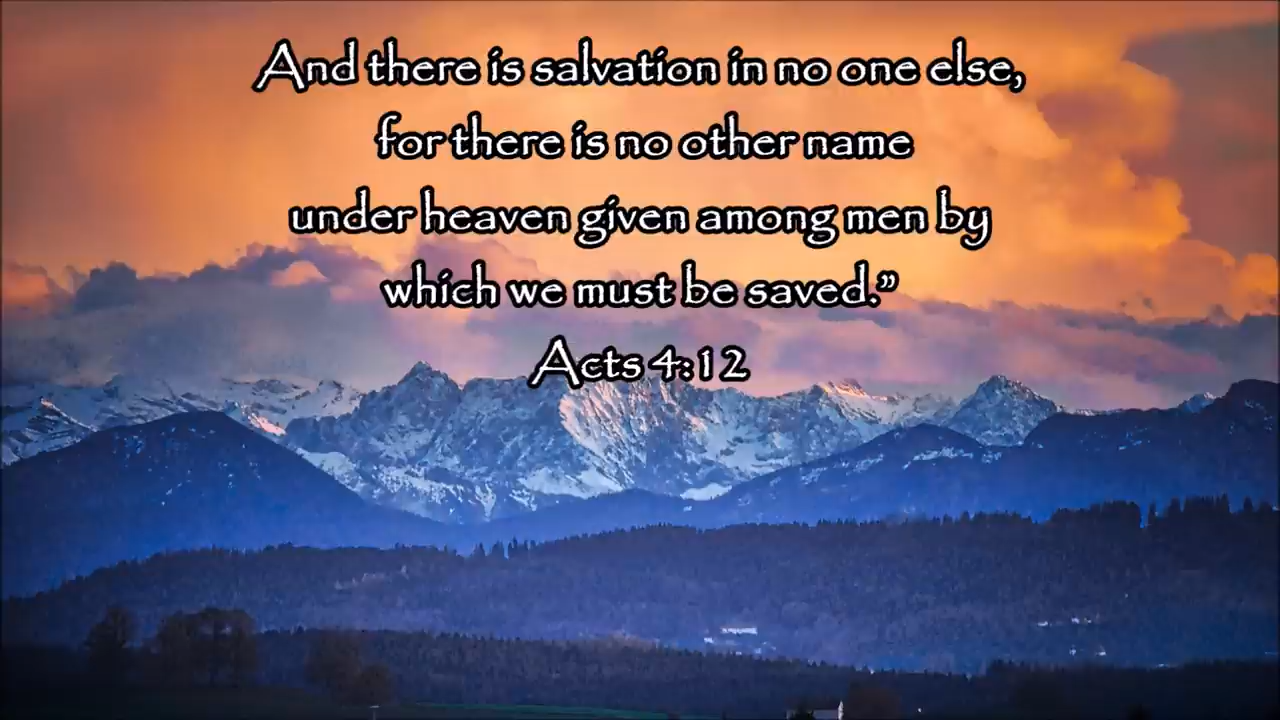 And there is salvation in no one else,
for there is no other name
under heaven given among men by
which we must be saved.”
Acts 4:12